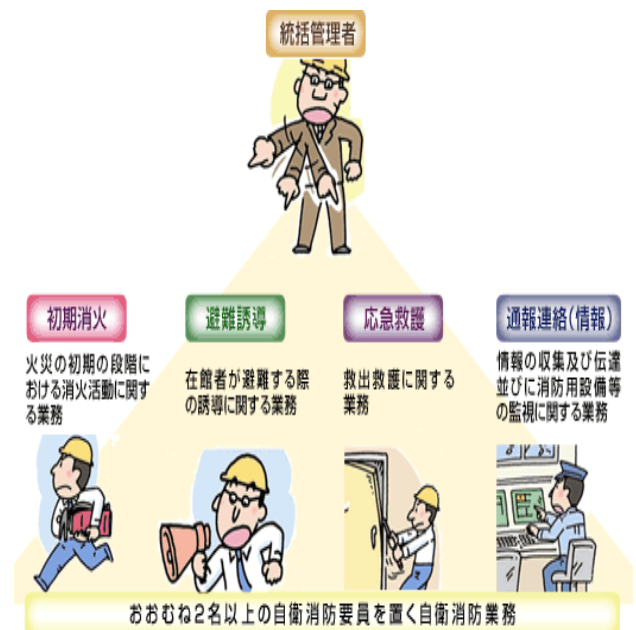 統括管理者
初期消火
火災の初期の段階に
おける消火活動に関す
る業務
避難誘導
在館者が避難する際
の誘導に関する業務
応急救護
救出救護に関する
業務
通報連絡(情報)
情報の収集及び伝達
並びに消防用設備等
の監視に関する業務
おおむね2名以上の自衛消防要員を置く自衛消防業務